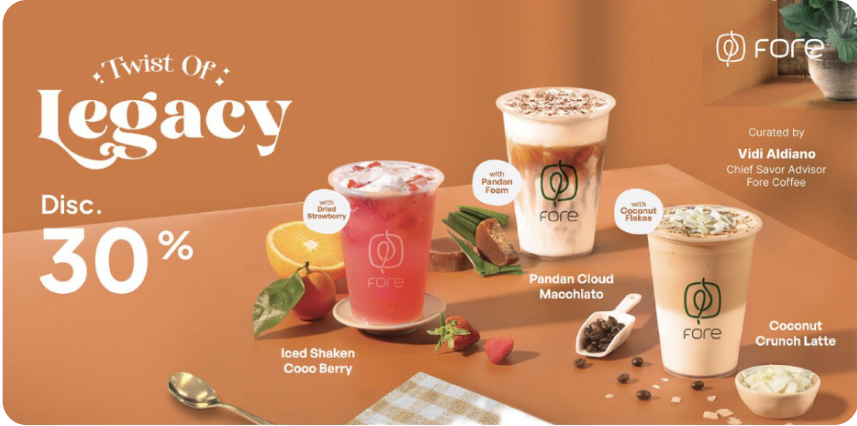 Twist Of
Legacy
Disc.
30%
fore
Curated by
Vidi Aldiano
Chief Savor Advisor
Fore Coffee
with
Dried
Strawberry
with
Pandan
Foam
with
Coconut
Flakes
FORE
FORE
FORE
Iced Shaken
Coco Berry
Pandan Cloud
Macchiato
Coconut
Crunch Latte